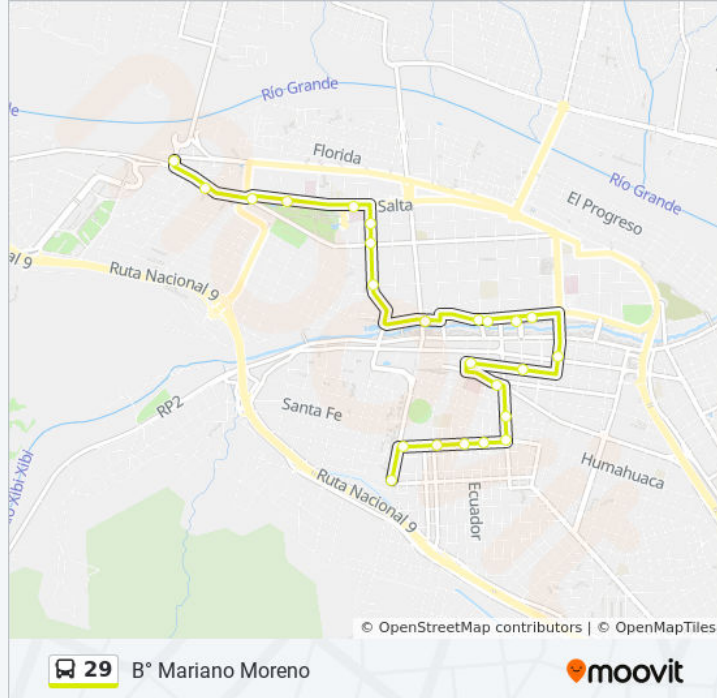 Río Grande
Florida
Río Grande
El Progreso
Salta
al 9
Ruta Nacional 9
RP2
Santa Fe
Xibi-Xibi
Ruta Nacional 9
Ecuador
Humahuaca
© OpenStreetMap contributors | © OpenMapTiles
29 B° Mariano Moreno
moovit